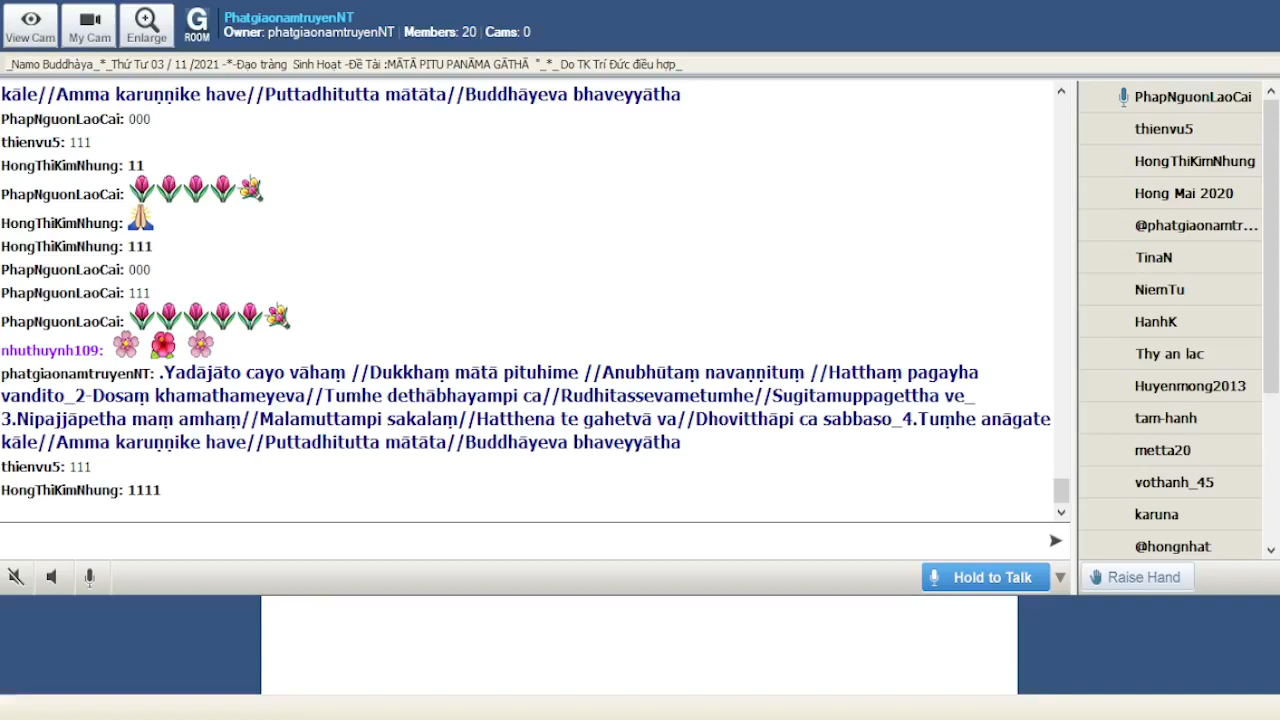 View Cam
My Cam
Enlarge
G
ROOM
PhatgiaonamtruyenNT
Owner: phatgiaonamtruyenNT | Members: 20 | Cams: 0
_Namo Buddhàya_*_Thứ Tư 03 / 11 /2021 -*-Đạo tràng Sinh Hoạt -Đề Tài :MĀTĀ PITU PANĀMA GĀTHĀ "_*_ Do TK Trí Đức điều hợp_
kāle//Amma karuṇṇike have//Puttadhitutta mātāta//Buddhāyeva bhaveyyātha
PhapNguonLaoCai: 000
thienvu5: 111
HongThiKimNhung: 11
PhapNguonLaoCai:
HongThiKimNhung:
HongThiKimNhung: 111
PhapNguonLaoCai: 000
PhapNguonLaoCai: 111
PhapNguonLaoCai:
nhuthuynh109:
phatgiaonamtruyenNT: .Yadājāto cayo vāhaṃ //Dukkhaṃ mātā pituhime //Anubhūtaṃ navaṇṇituṃ //Hatthaṃ pagayha
vandito_2-Dosaṃ khamathameyeva//Tumhe dethābhayampi ca//Rudhitassevametumhe//Sugitamuppagettha ve_
3.Nipajjāpetha maṃ amhaṃ//Malamuttampi sakalaṃ//Hatthena te gahetvā va//Dhovitthāpi ca sabbaso_4.Tuṃhe anāgate
kāle//Amma karuṇṇike have//Puttadhitutta mātāta//Buddhāyeva bhaveyyātha
thienvu5: 111
HongThiKimNhung: 1111
Hold to Talk
PhapNguonLaoCai
thienvu5
HongThiKimNhung
Hong Mai 2020
@phatgiaonamtr...
TinaN
NiemTu
HanhK
Thy an lac
Huyenmong2013
tam-hanh
metta20
vothanh_45
karuna
@hongnhat
Raise Hand